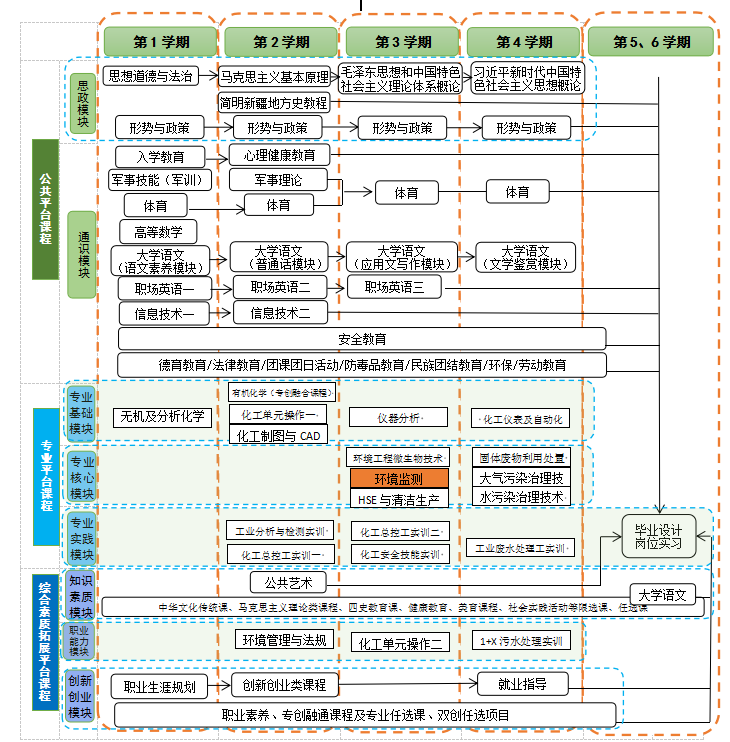 第1学期
第2学期
第3学期
第4学期
第5、6学期
公共平台课程
思政模块
思想道德与法治
马克思主义基本原理
毛泽东思想和中国特色
社会主义理论体系概论
习近平新时代中国特
色社会主义思想概论
简明新疆地方史教程
形势与政策
形势与政策
形势与政策
形势与政策
通识模块
入学教育
心理健康教育
军事技能（军训）
军事理论
体育
体育
体育
体育
高等数学
大学语文
（语文素养模块）
大学语文
（普通话模块）
大学语文
（应用文写作模块）
大学语文
（文学鉴赏模块）
职场英语一
职场英语二
职场英语三
信息技术一
信息技术二
安全教育
德育教育/法律教育/团课团日活动/防毒品教育/民族团结教育/环保/劳动教育
专业平台课程
专业
基础
模块
无机及分析化学
有机化学（专创融合课程）
化工单元操作一
化工制图与 CAD
仪器分析
化工仪表及自动化
专业
核心
模块
环境工程微生物技术
环境监测
HSE 与清洁生产
固体废物利用处置
大气污染治理技
水污染治理技术
专业
实践
模块
工业分析与检测实训
化工总控工实训一
化工总控工实训二
化工安全技能实训
工业废水处理工实训
毕业设计
岗位实习
综合素质拓展平台课程
知识
素质
模块
公共艺术
大学语文
中华文化传统课、马克思主义理论类课程、四史教育课、健康教育、美育课程、社会实践活动等限选课、任选课
职业
能力
模块
环境管理与法规
化工单元操作二
1+X 污水处理实训
创新
创业
模块
职业生涯规划
创新创业类课程
就业指导
职业素养、专创融通课程及专业任选课、双创任选项目